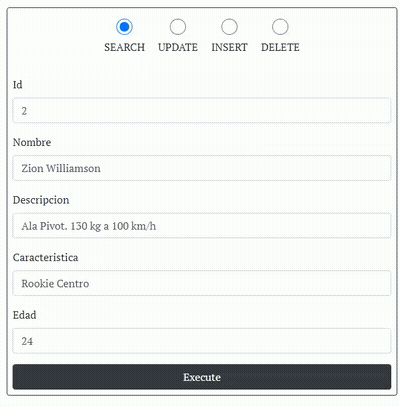 SEARCH UPDATE INSERT DELETE
Id
2
Nombre
Zion Williamson
Descripcion
Ala Pivot. 130 kg a 100 km/h
Caracteristica
Rookie Centro
Edad
24
Execute